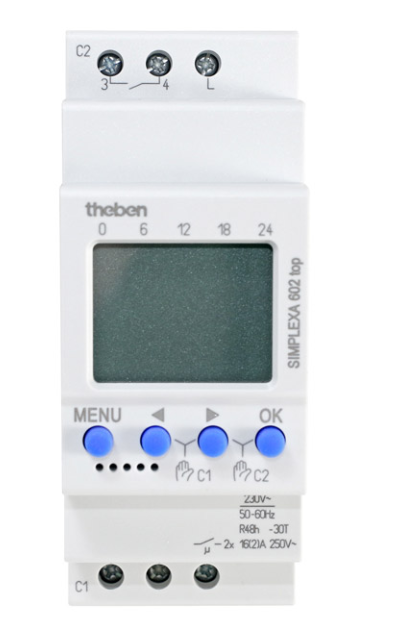 C2
3 4 L
theben
0 6 12 18 24
SIMPLEXA 602 top
MENU ◄ ► OK
C1 C2
230V~
50-60Hz
R48h -30T
µ 2x 16(2)A 250V~
C1